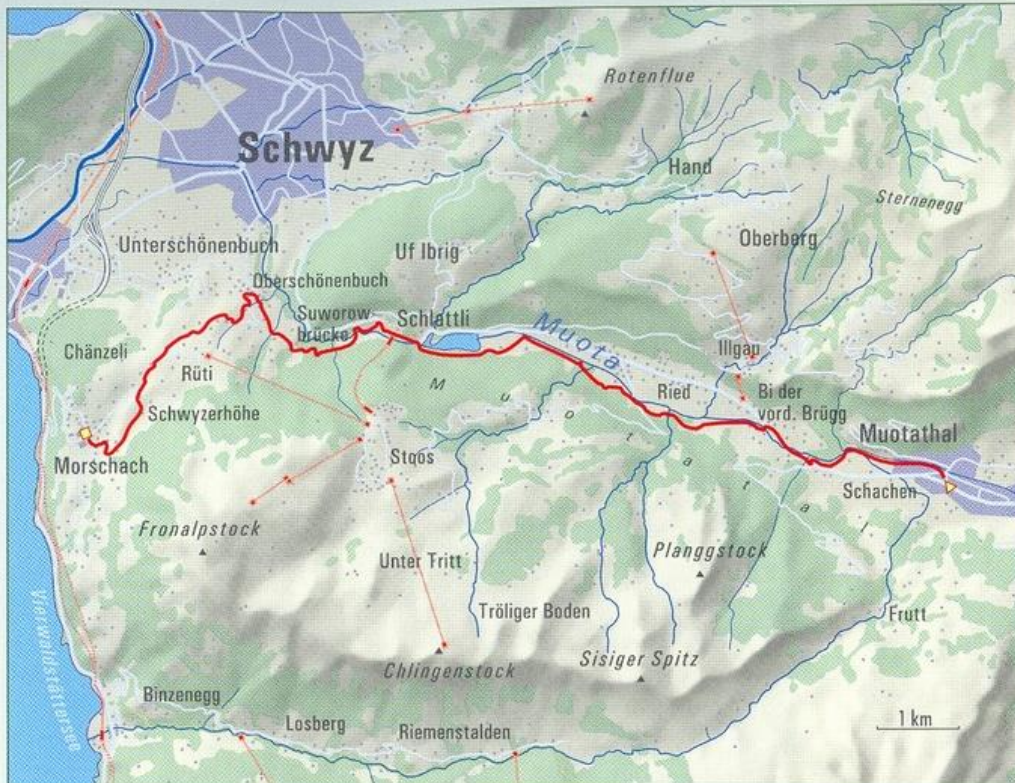 Rotenflue
Schwyz
Hand
Sternenegg
Unterschönenbuch
Uf Ibrig
Oberberg
Oberschönenbuch
Suworow
brücke
Schlattli
Muota
Chänzeli
Illgau
Rüti
Ried
Bi der
vord. Brügg
Schwyzerhöhe
Muotatal
Muotathal
Morschach
Stoos
Schachen
Fronalpstock
Unter Tritt
Planggstock
Vierwaldstättersee
Tröliger Boden
Frutt
Chlingenstock
Sisiger Spitz
Binzenegg
Losberg
Riemenstalden
1 km